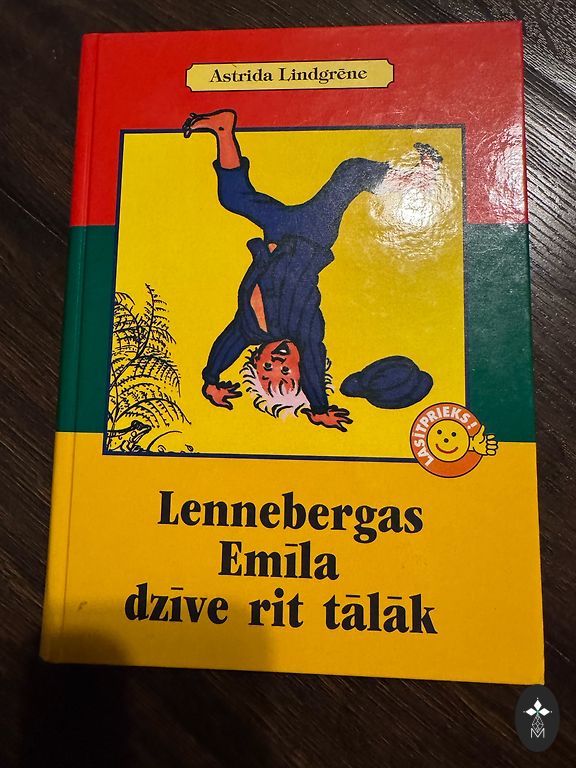 Astrida Lindgrēne
LASĪTPRIEKS!
Lennebergas
Emīla
dzīve rit tālāk
M